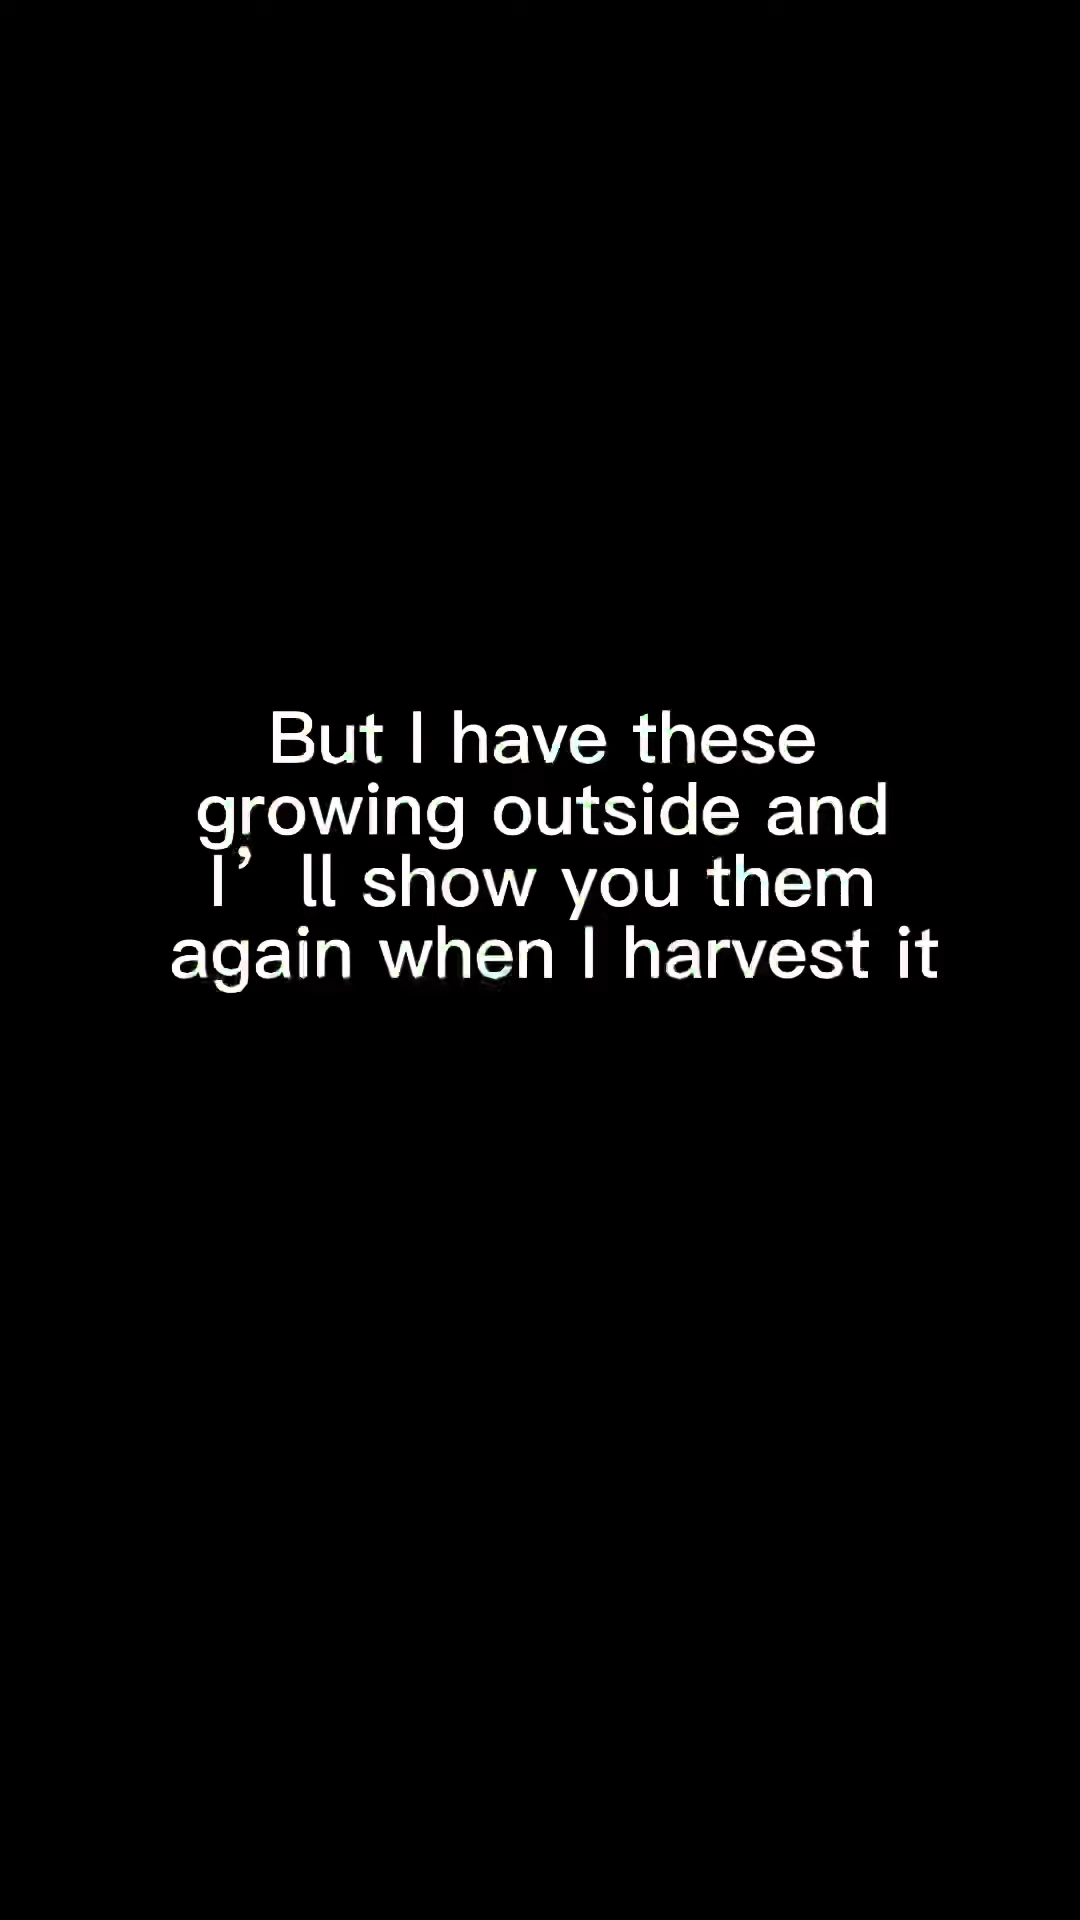 But I have these
growing outside and
I’ll show you them
again when I harvest it